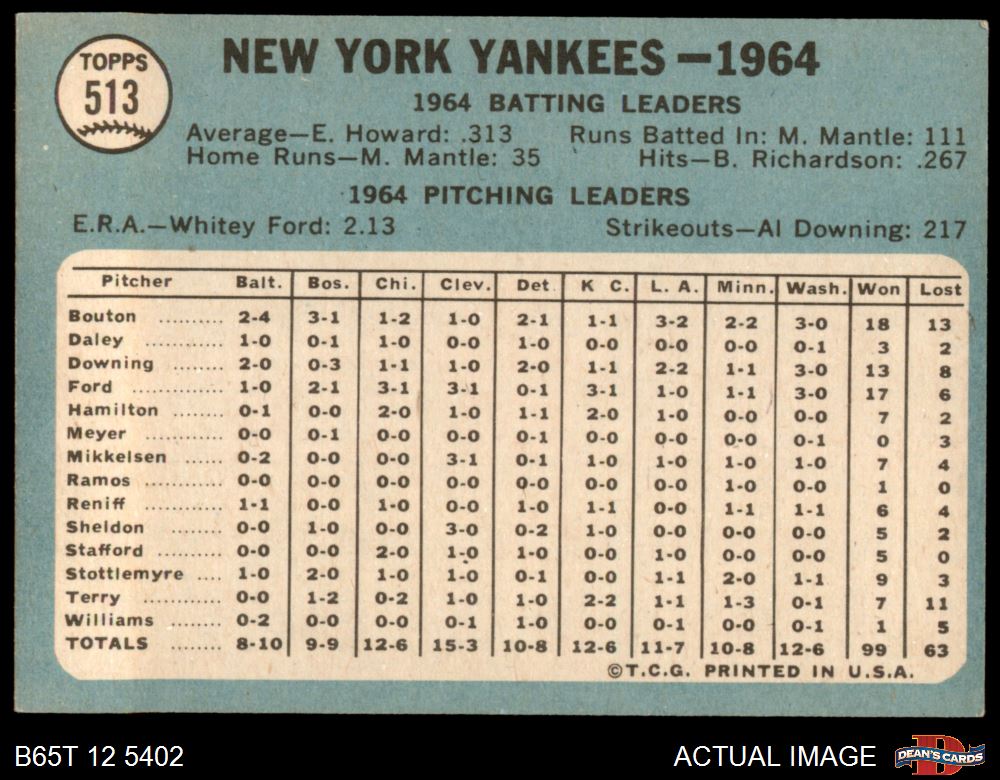 TOPPS
513
NEW YORK YANKEES—1964
1964 BATTING LEADERS
Average—E. Howard: .313 Runs Batted In: M. Mantle: 111
Home Runs—M. Mantle: 35 Hits—B. Richardson: .267
1964 PITCHING LEADERS
E.R.A.—Whitey Ford: 2.13 Strikeouts—Al Downing: 217
Pitcher Balt. Bos. Chi. Clev. Det. K C. L. A. Minn. Wash. Won Lost
Bouton .......... 2-4 3-1 1-2 1-0 2-1 1-1 3-2 2-2 3-0 18 13
Daley ............ 1-0 0-1 1-0 0-0 1-0 0-0 0-0 0-0 0-1 3 2
Downing ........ 2-0 0-3 1-1 1-0 2-0 1-1 2-2 1-1 3-0 13 8
Ford ............ 1-0 2-1 3-1 3-1 0-1 3-1 1-0 1-1 3-0 17 6
Hamilton ........ 0-1 0-0 2-0 1-0 1-1 2-0 1-0 0-0 0-0 7 2
Meyer ............ 0-0 0-1 0-0 0-0 0-1 0-0 0-0 0-0 0-1 0 3
Mikkelsen ...... 0-2 0-0 0-0 3-1 0-1 1-0 1-0 1-0 1-0 7 4
Ramos .......... 0-0 0-0 0-0 0-0 0-0 0-0 0-0 1-0 0-0 1 0
Reniff ............ 1-1 0-0 1-0 0-0 1-0 1-1 0-0 1-1 1-1 6 4
Sheldon ........ 0-0 1-0 0-0 3-0 0-2 1-0 0-0 0-0 0-0 5 2
Stafford ........ 0-0 0-0 2-0 1-0 1-0 0-0 1-0 0-0 0-0 5 0
Stottlemyre .... 1-0 2-0 1-0 1-0 0-1 0-0 1-1 2-0 1-1 9 3
Terry ............ 0-0 1-2 0-2 1-0 1-0 2-2 1-1 1-3 0-1 7 11
Williams ........ 0-2 0-0 0-0 0-1 1-0 0-0 0-1 0-0 0-1 1 5
TOTALS ........ 8-10 9-9 12-6 15-3 10-8 12-6 11-7 10-8 12-6 99 63
©T.C.G. PRINTED IN U.S.A.
B65T 12 5402 ACTUAL IMAGE DEAN'S CARDS